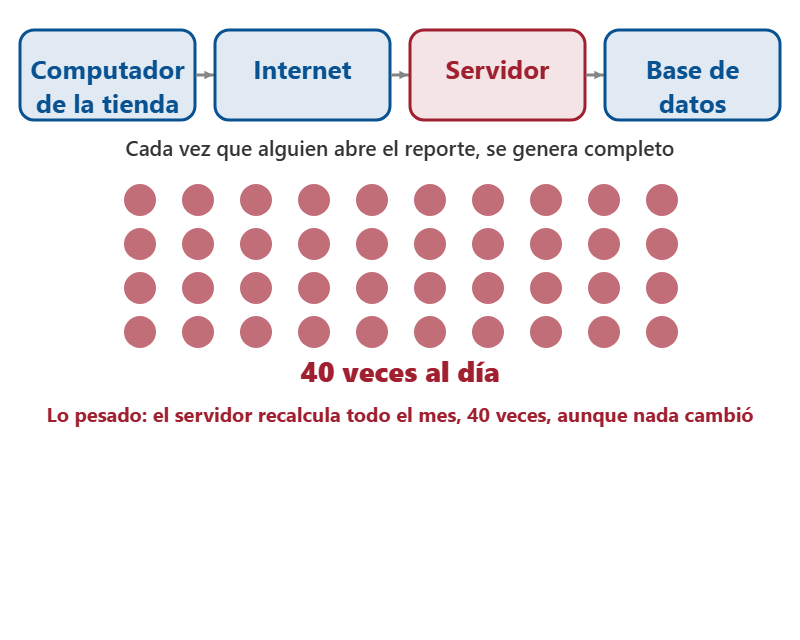 Computador
de la tienda
Internet
Servidor
Base de
datos
Cada vez que alguien abre el reporte, se genera completo
40 veces al día
Lo pesado: el servidor recalcula todo el mes, 40 veces, aunque nada cambió